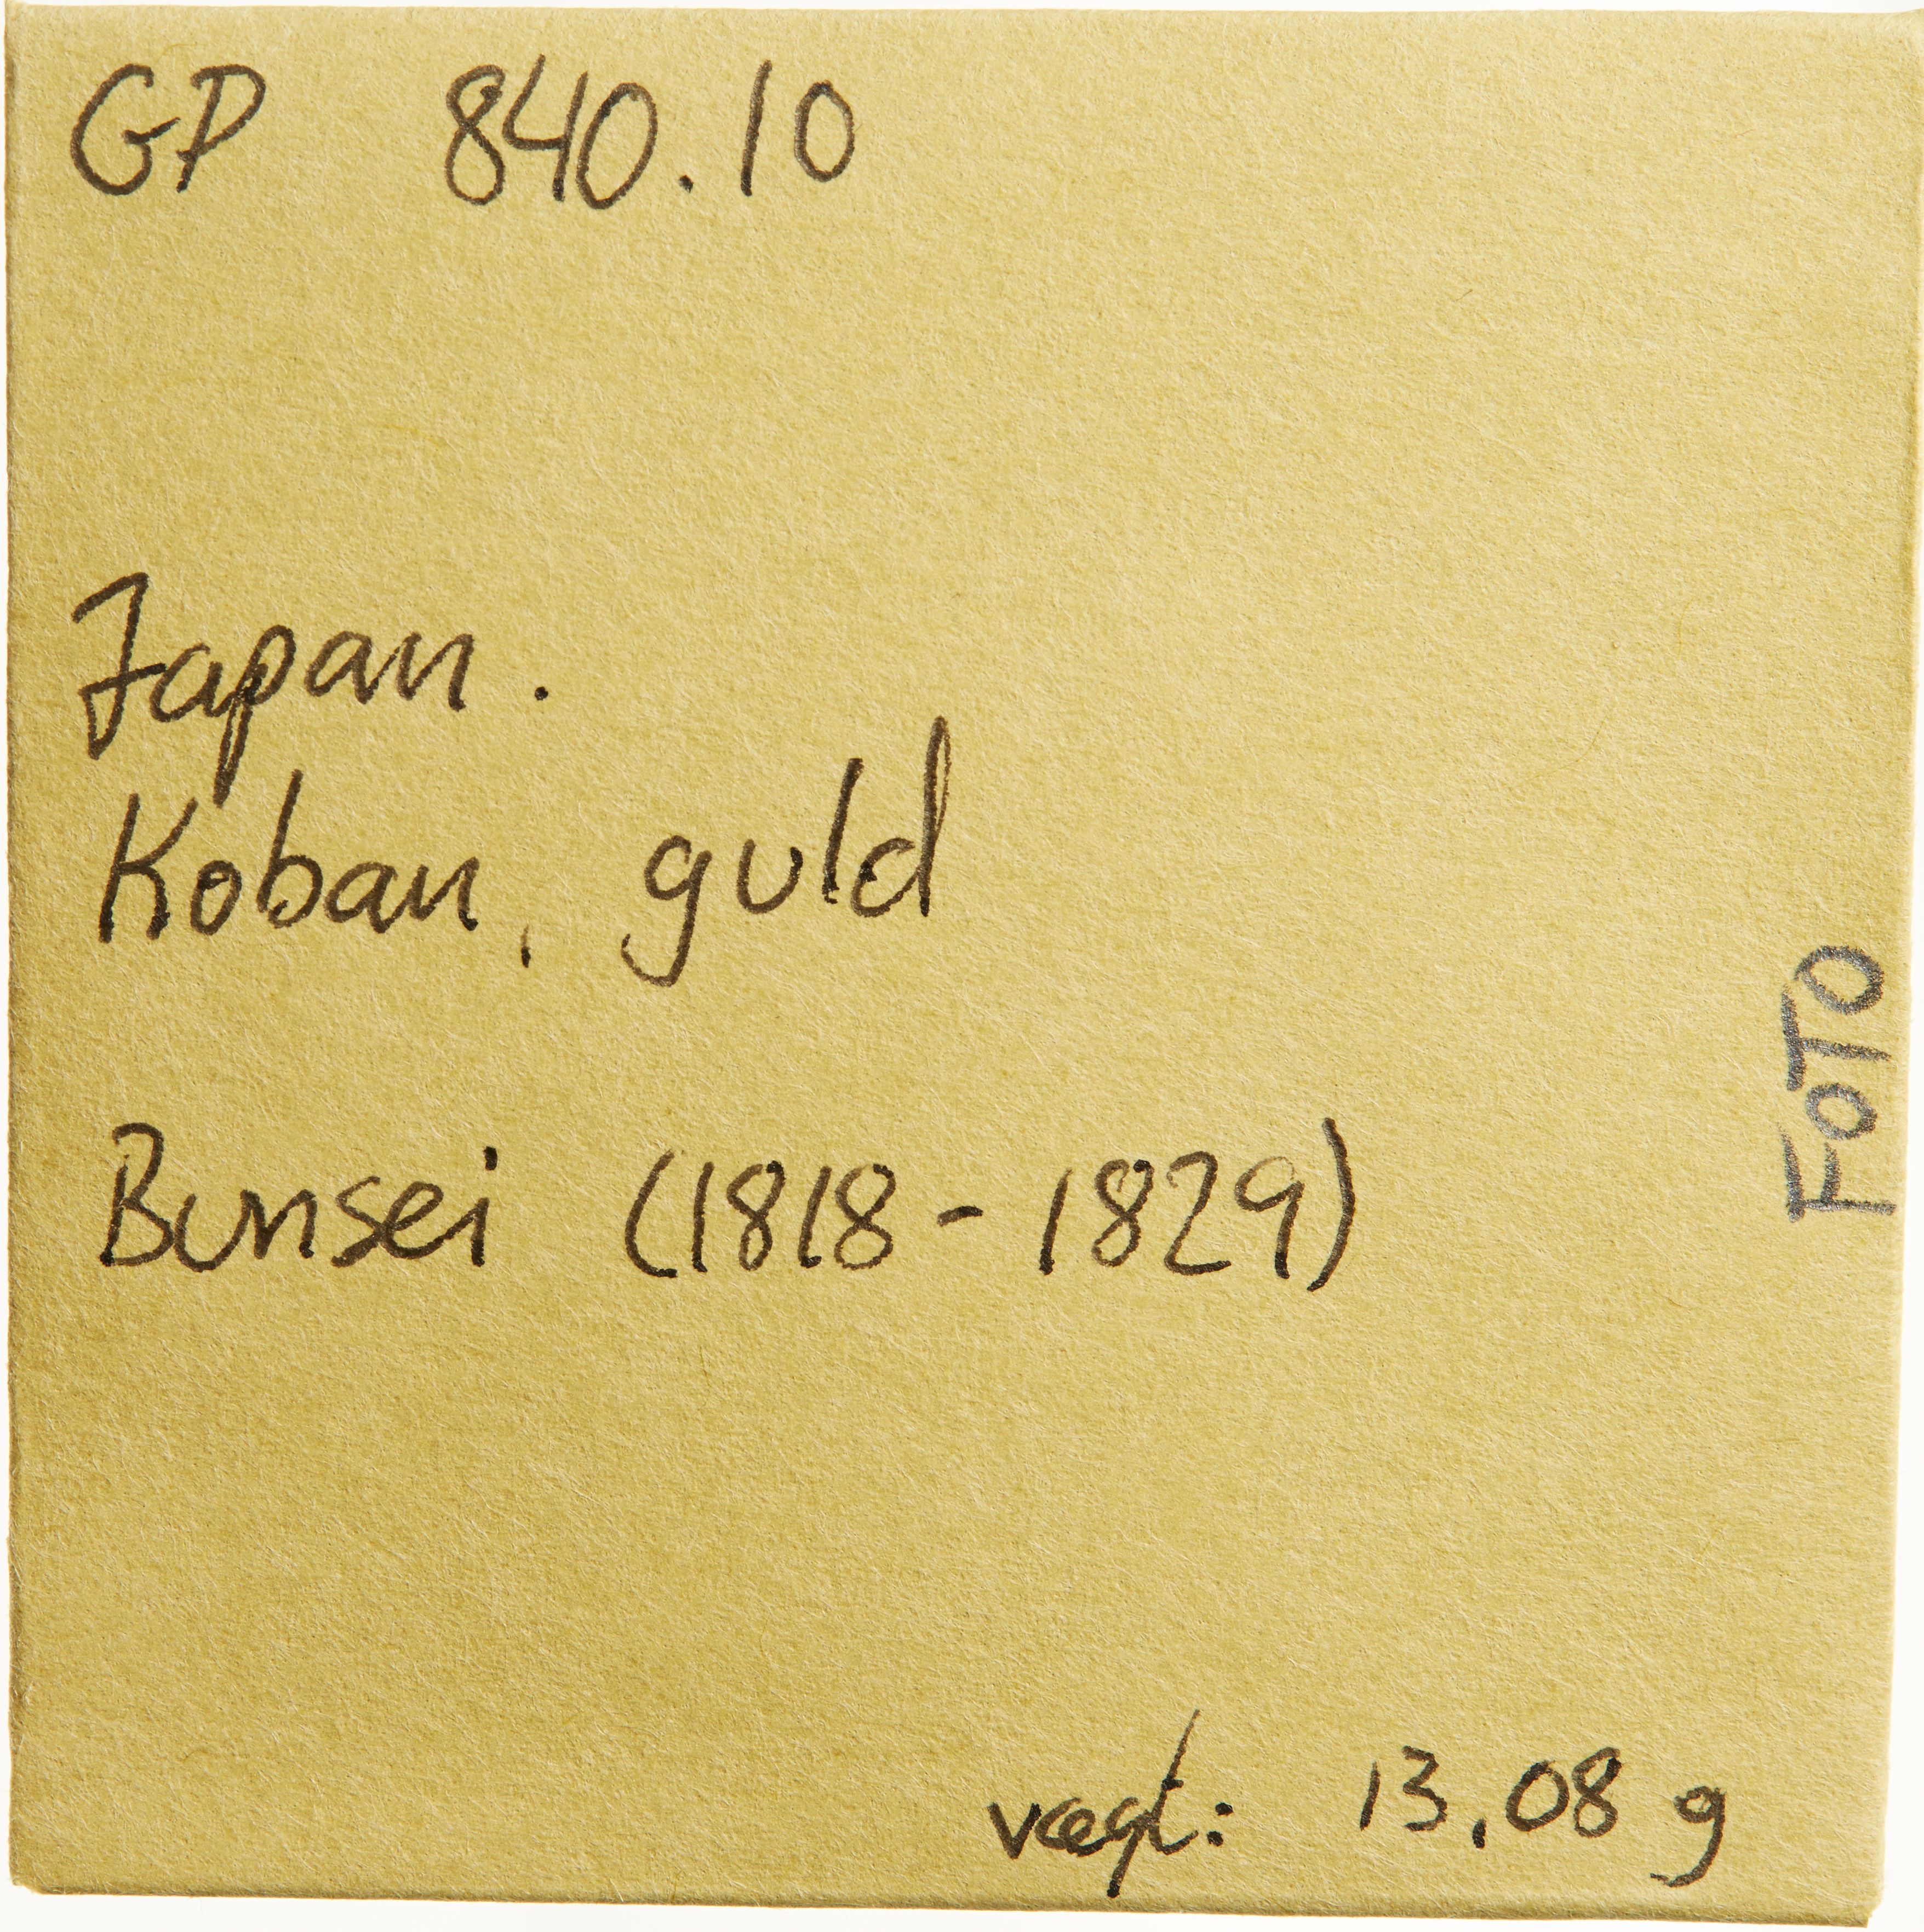 GP 840.10
Japan.
Koban, guld
Bunsei (1818 - 1829)
FOTO
vægt: 13,08 g